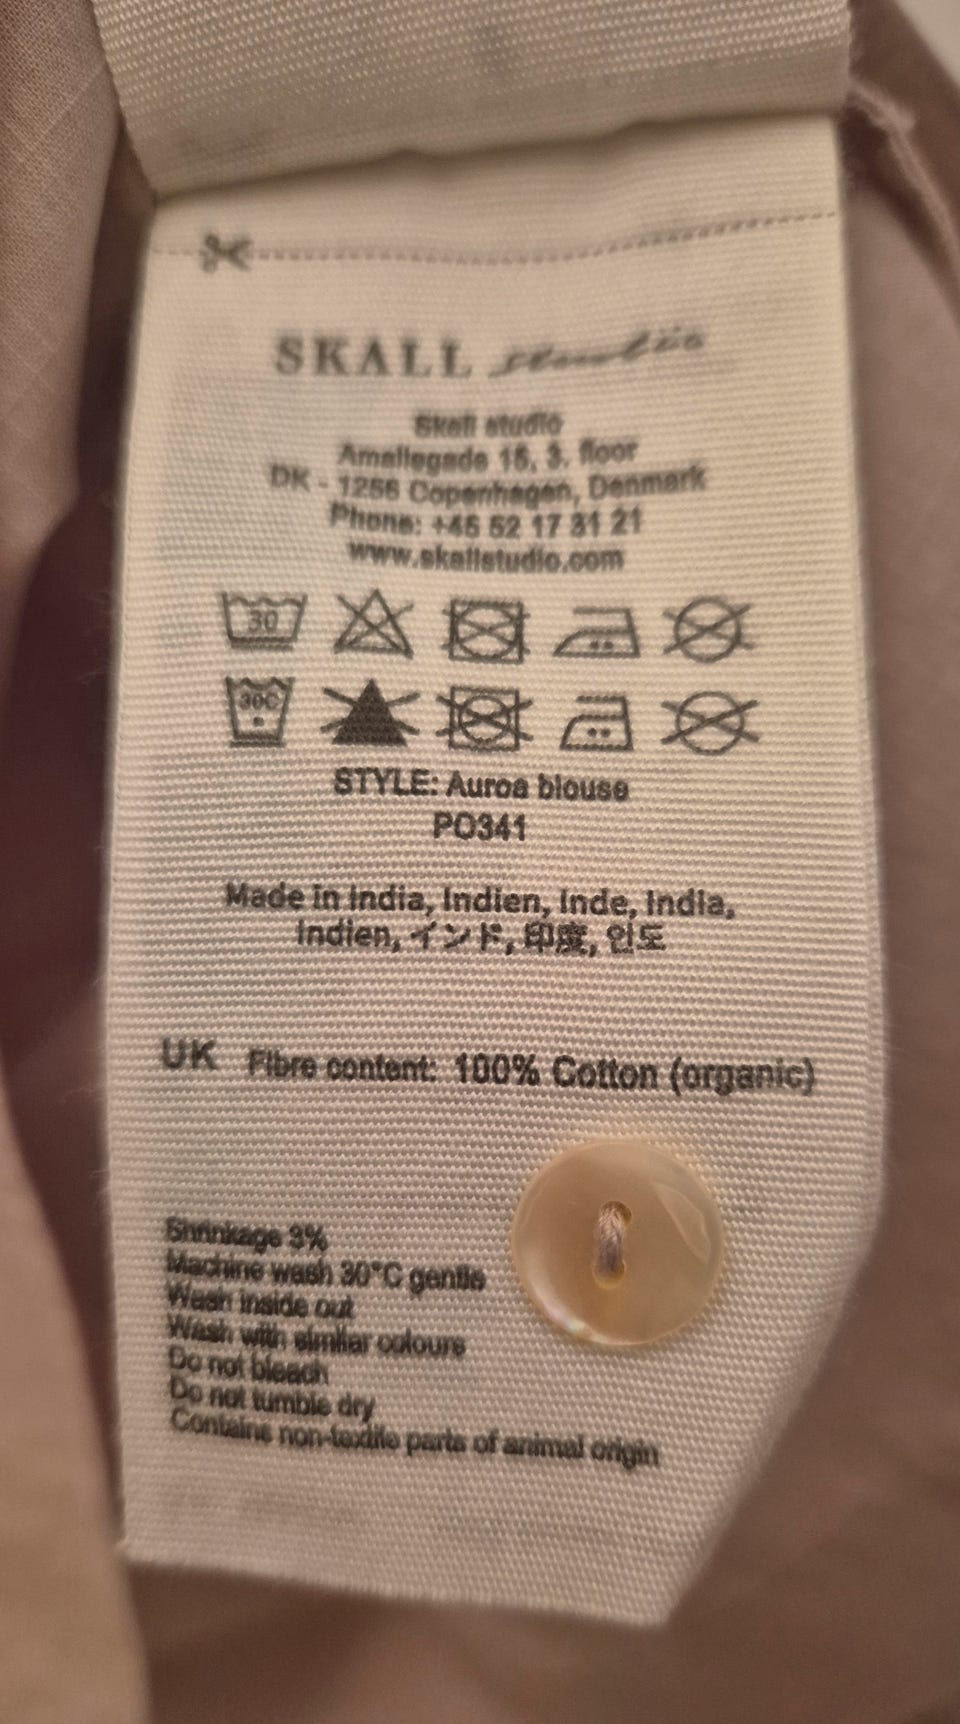 SKALL studio
Skall studio
Amaliegade 15, 3. floor
DK - 1256 Copenhagen, Denmark
Phone: +45 52 17 31 21
www.skallstudio.com
30
30C
STYLE: Auroa blouse
PO341
Made in India, Indien, Inde, India,
Indien, インド, 印度, 인도
UK Fibre content: 100% Cotton (organic)
Shrinkage 3%
Machine wash 30°C gentle
Wash inside out
Wash with similar colours
Do not bleach
Do not tumble dry
Contains non-textile parts of animal origin